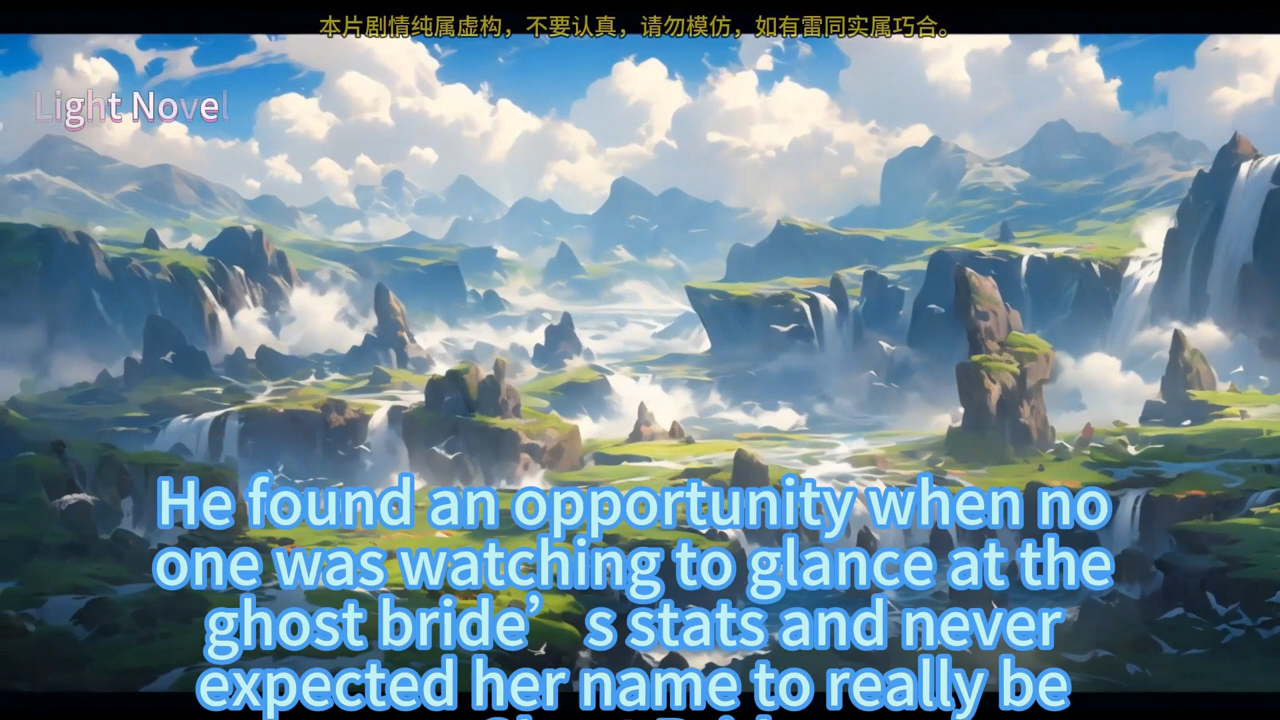 本片剧情纯属虚构，不要认真，请勿模仿，如有雷同实属巧合。
Light Novel
He found an opportunity when no
one was watching to glance at the
ghost bride’s stats and never
expected her name to really be